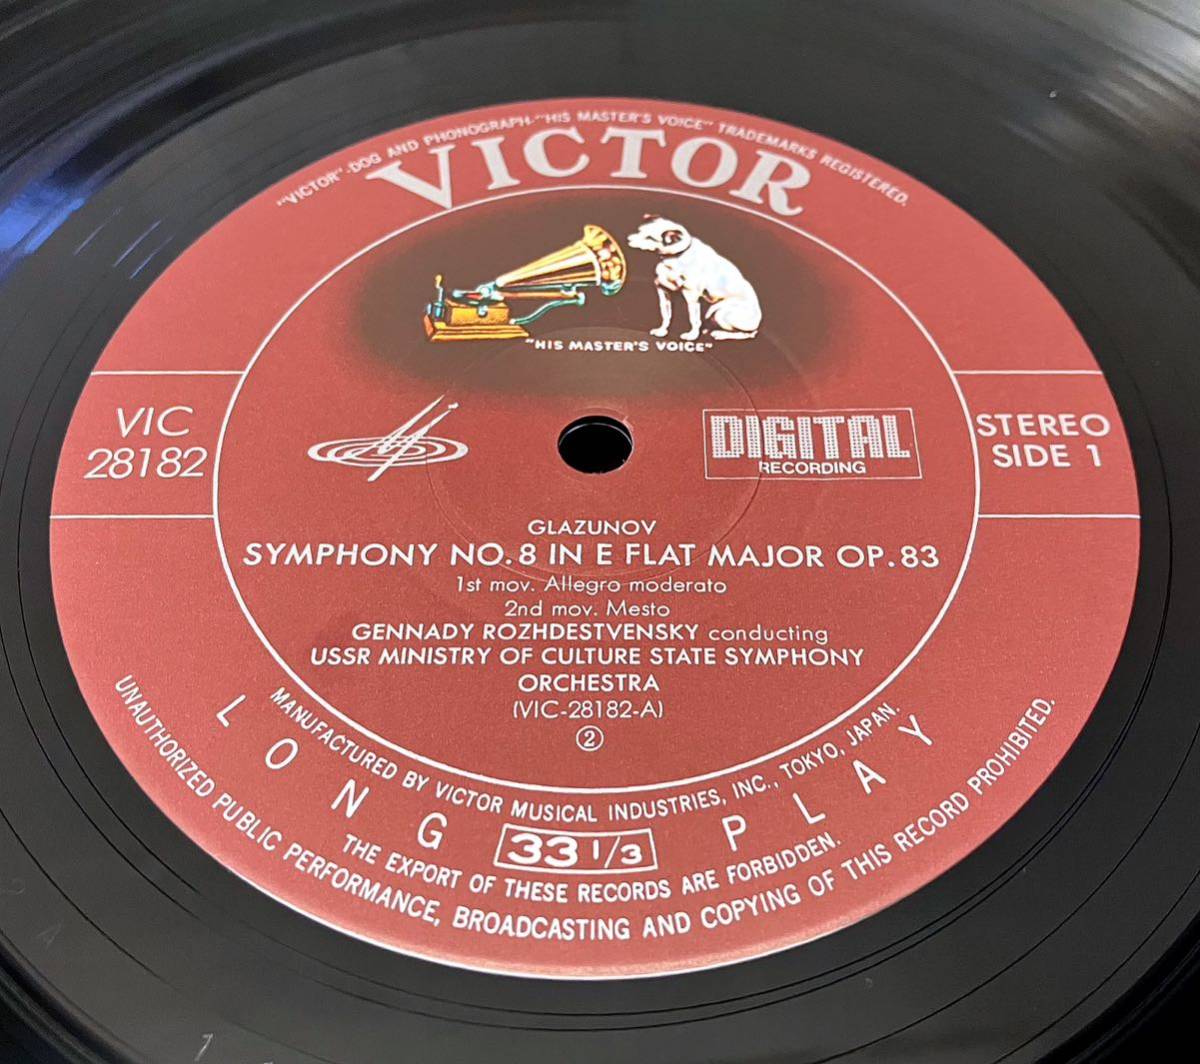 "VICTOR"-DOG AND PHONOGRAPH-"HIS MASTER'S VOICE" TRADEMARKS REGISTERED.
VICTOR
"HIS MASTER'S VOICE"
VIC
28182
DIGITAL
RECORDING
STEREO
SIDE 1
GLAZUNOV
SYMPHONY NO.8 IN E FLAT MAJOR OP.83
1st mov. Allegro moderato
2nd mov. Mesto
GENNADY ROZHDESTVENSKY conducting
USSR MINISTRY OF CULTURE STATE SYMPHONY
ORCHESTRA
(VIC-28182-A)
②
MANUFACTURED BY VICTOR MUSICAL INDUSTRIES, INC., TOKYO, JAPAN.
LONG PLAY
33 1/3
THE EXPORT OF THESE RECORDS ARE FORBIDDEN.
UNAUTHORIZED PUBLIC PERFORMANCE, BROADCASTING AND COPYING OF THIS RECORD PROHIBITED.